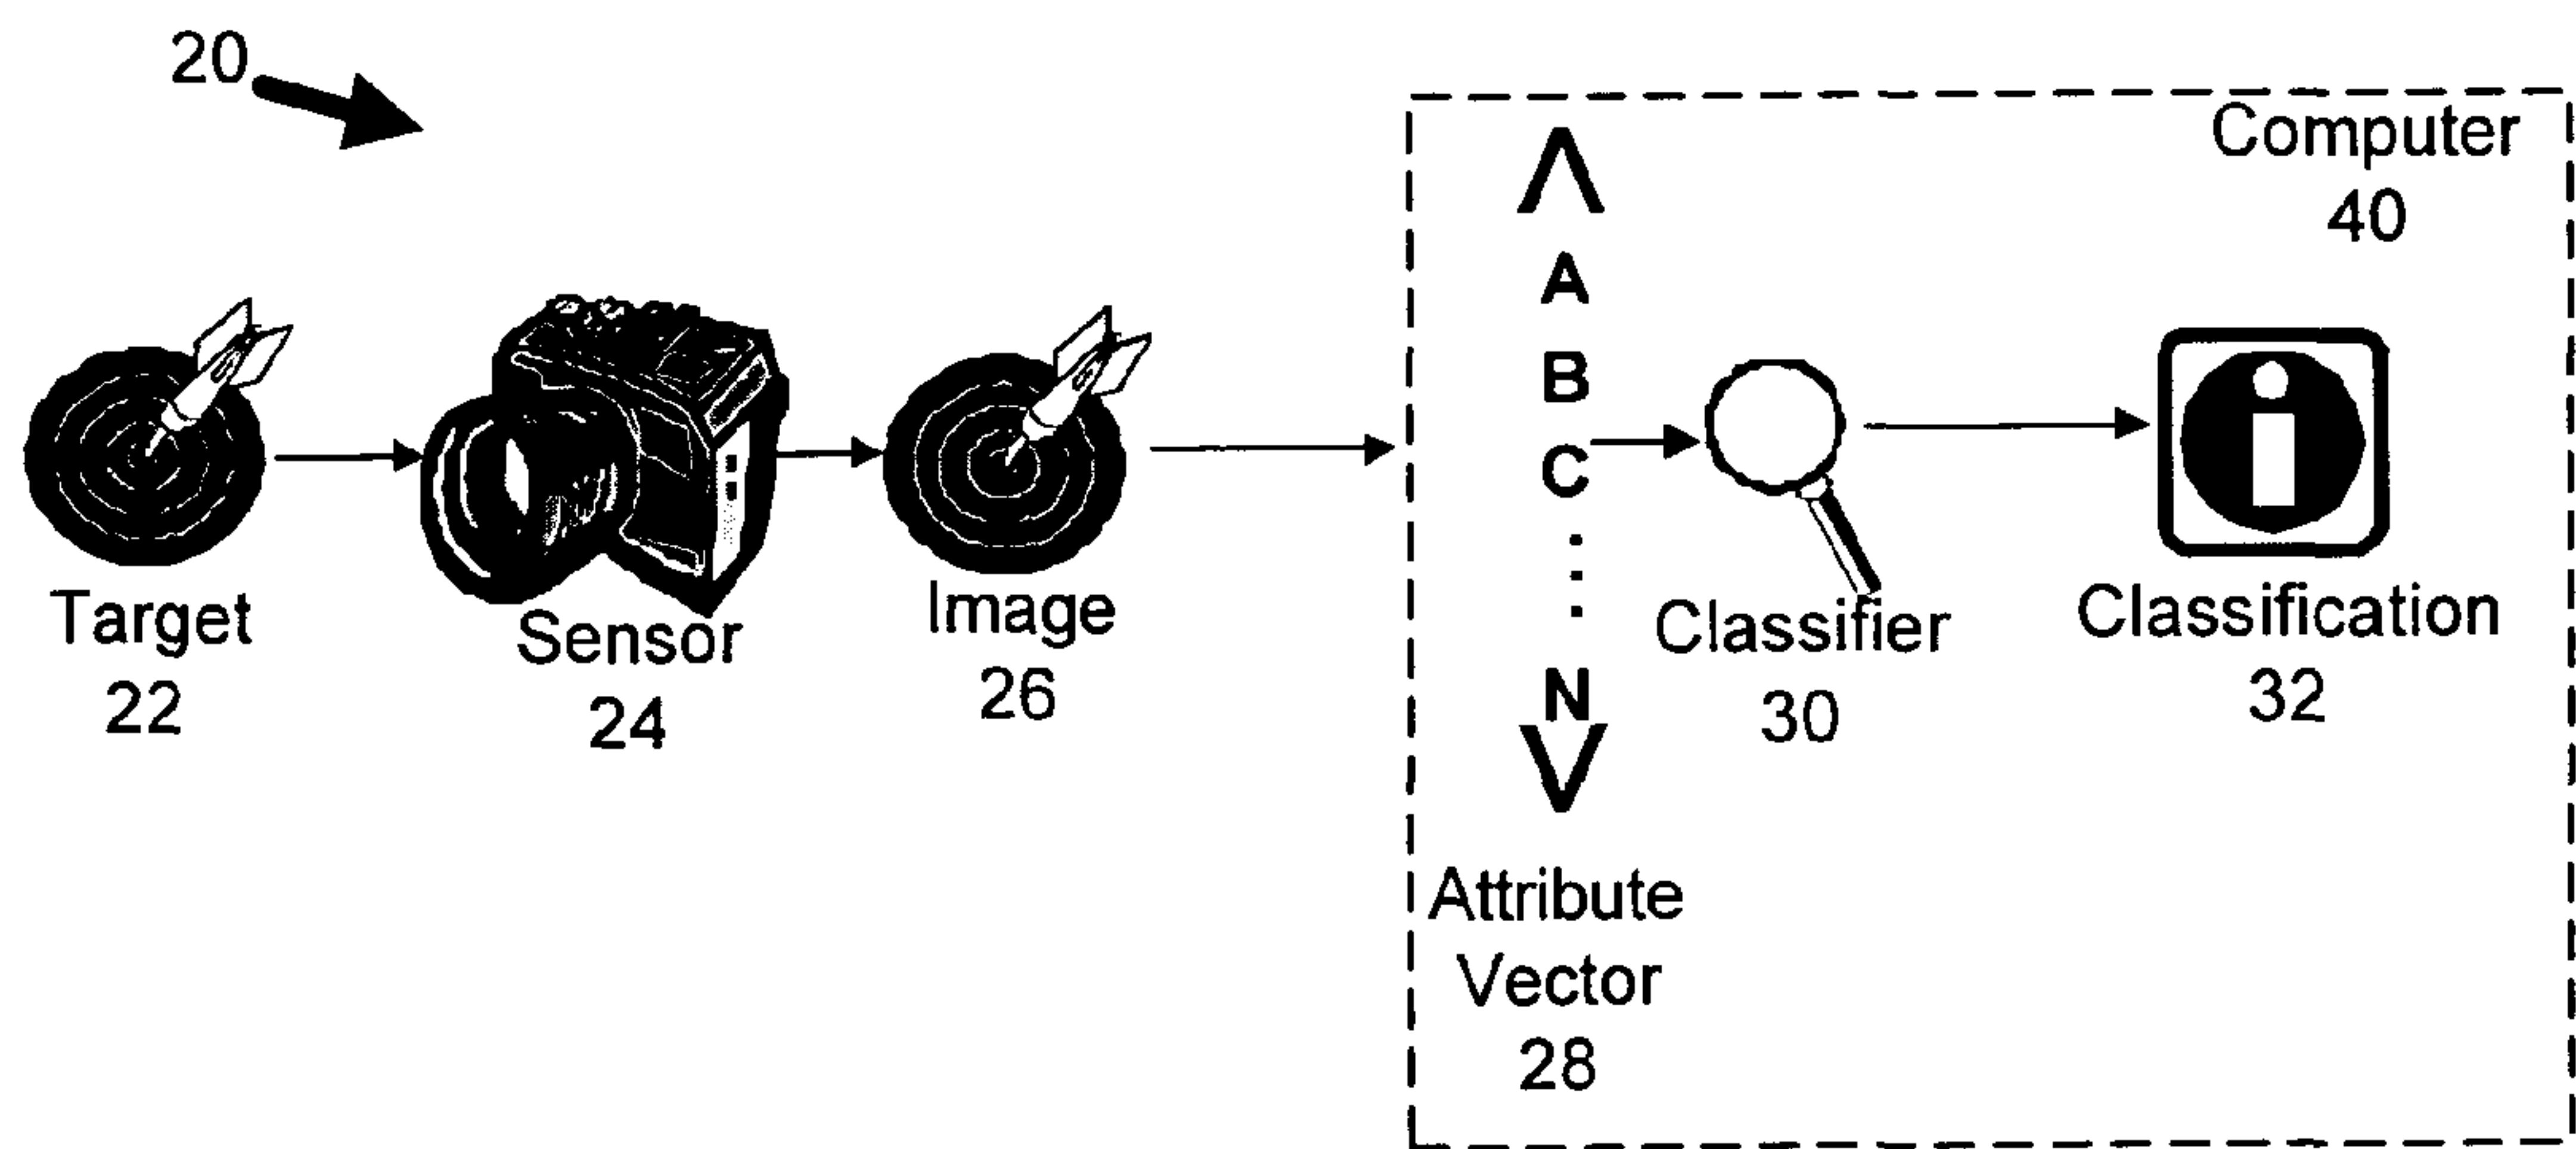 20
Computer
40
Λ
A
B
C
.
.
.
N
V
Target
22
Sensor
24
Image
26
Classifier
30
Classification
32
Attribute
Vector
28